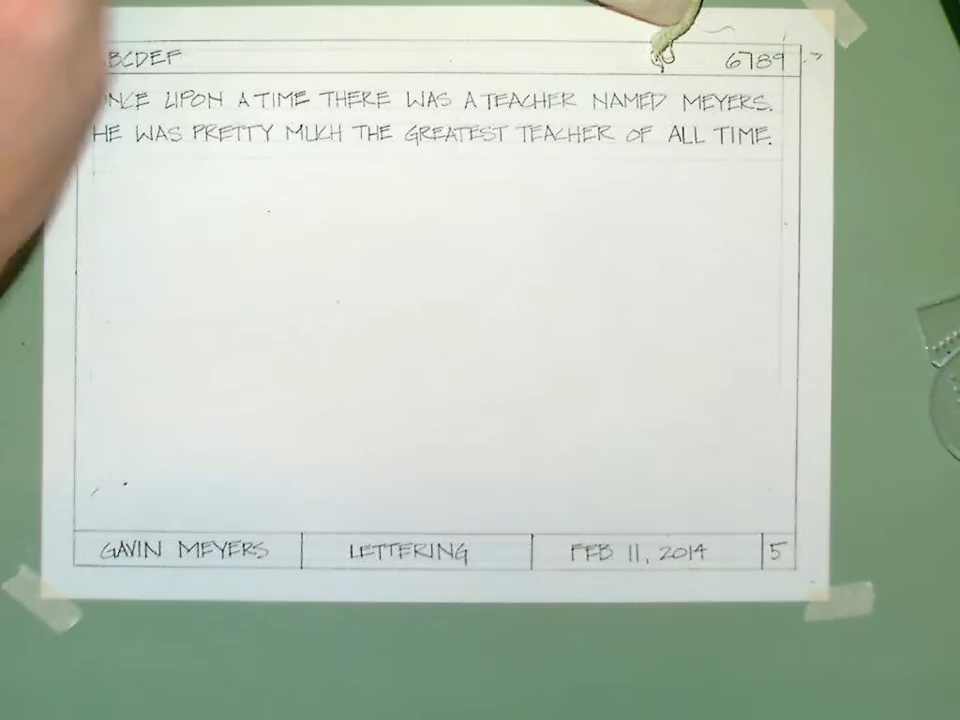 BCDEF 6789
NCE UPON A TIME THERE WAS A TEACHER NAMED MEYERS.
HE WAS PRETTY MUCH THE GREATEST TEACHER OF ALL TIME.
GAVIN MEYERS LETTERING FEB 11, 2014 5